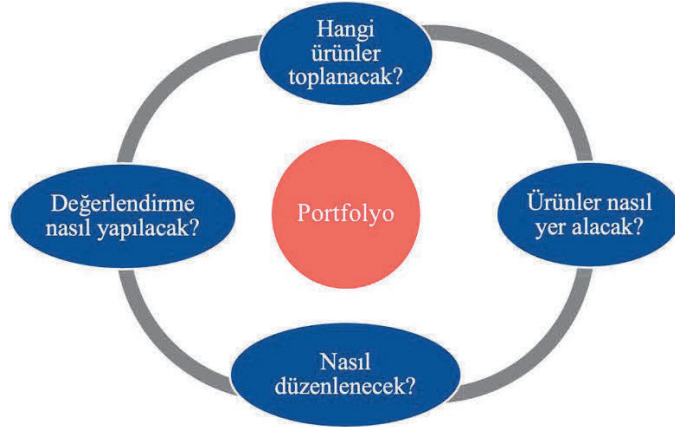 Hangi
ürünler
toplanacak?
Değerlendirme
nasıl yapılacak?
Portfolyo
Ürünler nasıl
yer alacak?
Nasıl
düzenlenecek?